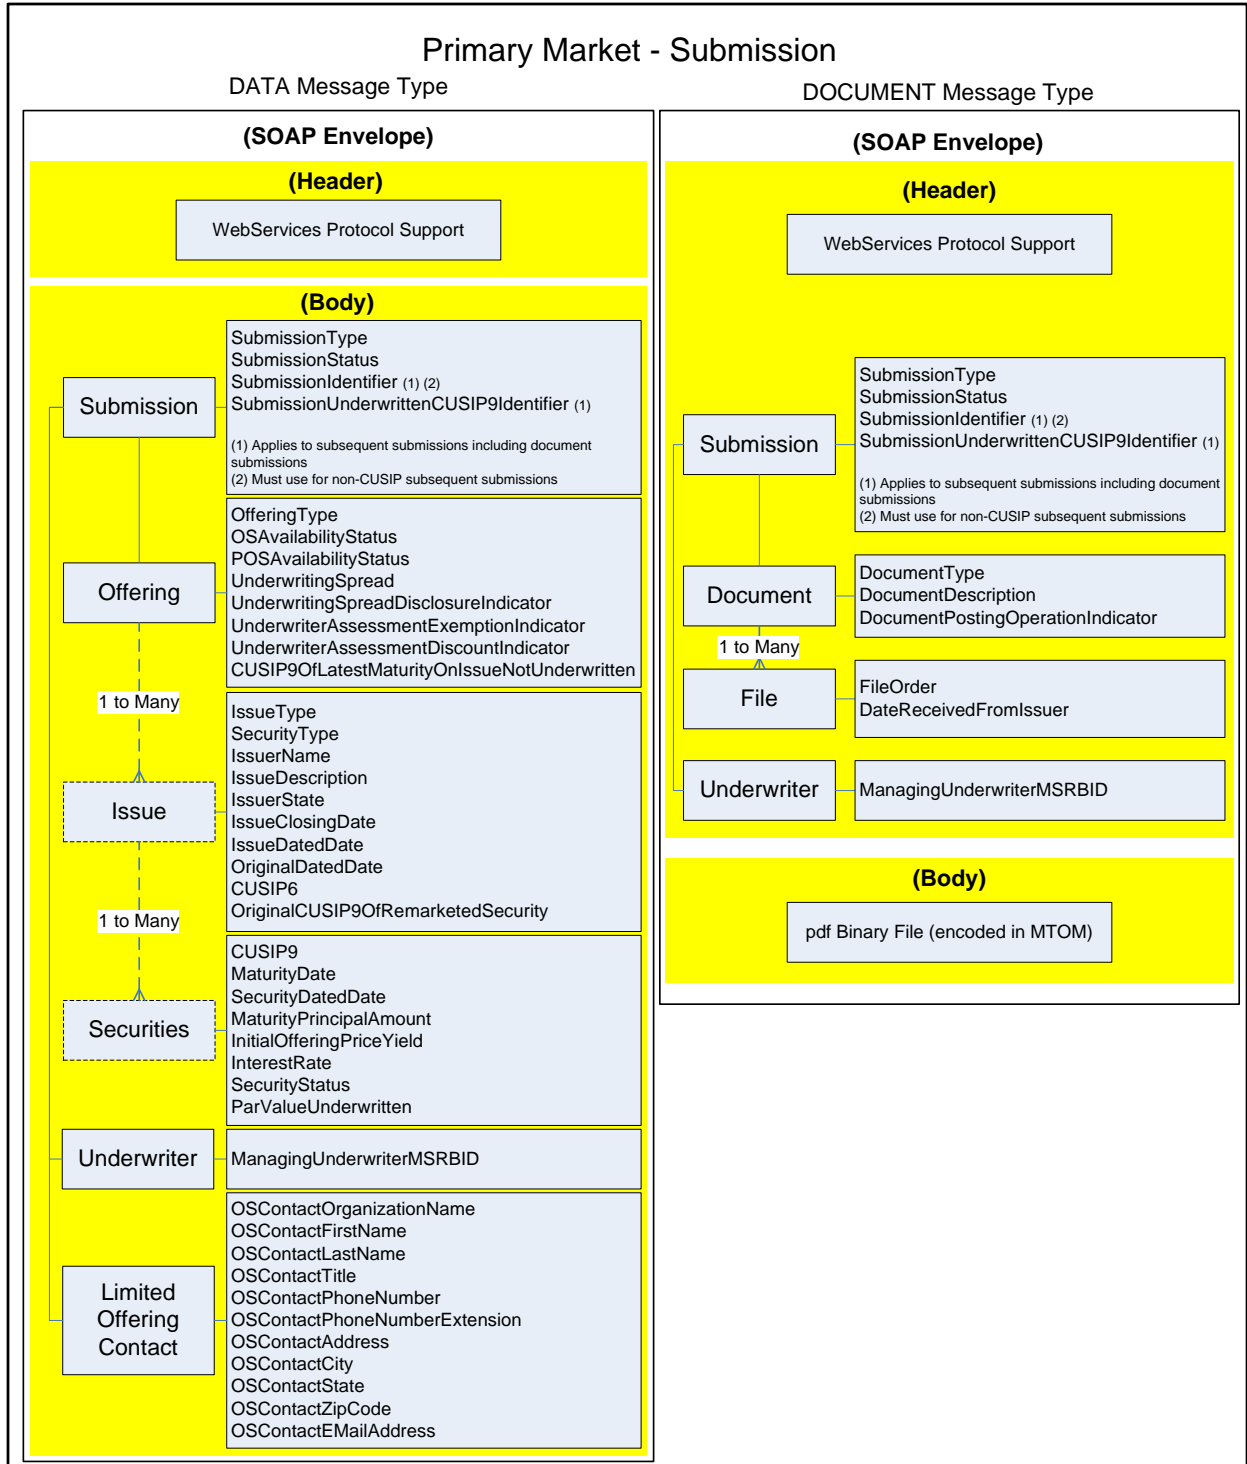 Primary Market - Submission
DATA Message Type
(SOAP Envelope)
(Header)
WebServices Protocol Support
(Body)
Submission
SubmissionType
SubmissionStatus
SubmissionIdentifier (1) (2)
SubmissionUnderwrittenCUSIP9Identifier (1)
(1) Applies to subsequent submissions including document
submissions
(2) Must use for non-CUSIP subsequent submissions
Offering
OfferingType
OSAvailabilityStatus
POSAvailabilityStatus
UnderwritingSpread
UnderwritingSpreadDisclosureIndicator
UnderwriterAssessmentExemptionIndicator
UnderwriterAssessmentDiscountIndicator
CUSIP9OfLatestMaturityOnIssueNotUnderwritten
1 to Many
Issue
IssueType
SecurityType
IssuerName
IssueDescription
IssuerState
IssueClosingDate
IssueDatedDate
OriginalDatedDate
CUSIP6
OriginalCUSIP9OfRemarketedSecurity
1 to Many
Securities
CUSIP9
MaturityDate
SecurityDatedDate
MaturityPrincipalAmount
InitialOfferingPriceYield
InterestRate
SecurityStatus
ParValueUnderwritten
Underwriter
ManagingUnderwriterMSRBID
Limited
Offering
Contact
OSContactOrganizationName
OSContactFirstName
OSContactLastName
OSContactTitle
OSContactPhoneNumber
OSContactPhoneNumberExtension
OSContactAddress
OSContactCity
OSContactState
OSContactZipCode
OSContactEMailAddress
DOCUMENT Message Type
(SOAP Envelope)
(Header)
WebServices Protocol Support
Submission
SubmissionType
SubmissionStatus
SubmissionIdentifier (1) (2)
SubmissionUnderwrittenCUSIP9Identifier (1)
(1) Applies to subsequent submissions including document
submissions
(2) Must use for non-CUSIP subsequent submissions
Document
DocumentType
DocumentDescription
DocumentPostingOperationIndicator
1 to Many
File
FileOrder
DateReceivedFromIssuer
Underwriter
ManagingUnderwriterMSRBID
(Body)
pdf Binary File (encoded in MTOM)